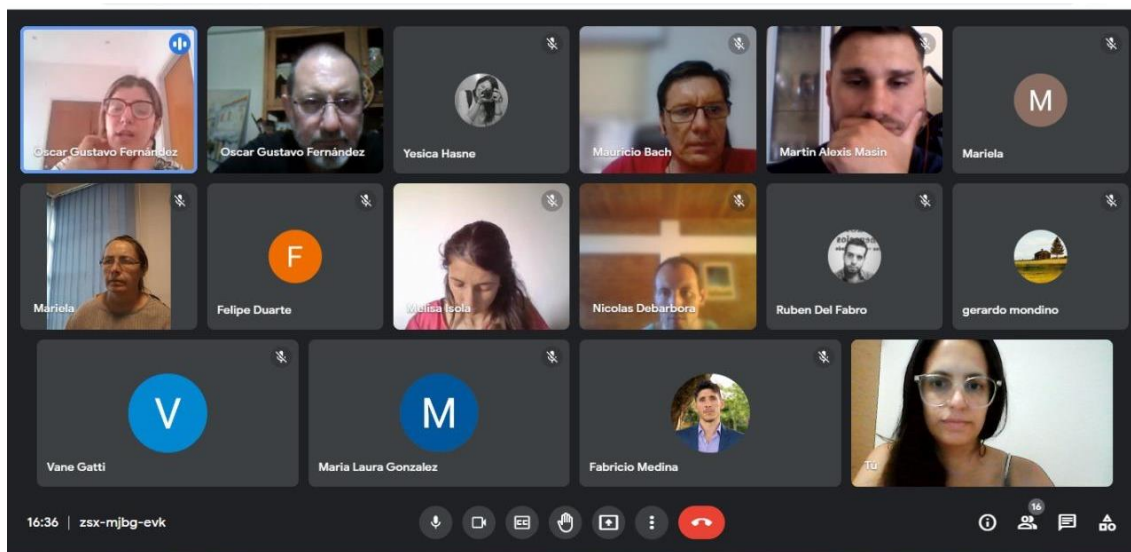 Oscar Gustavo Fernández
Oscar Gustavo Fernández
Yesica Hasne
Mauricio Bach
Martin Alexis Masin
M
Mariela
Mariela
F
Felipe Duarte
Melisa Isola
Nicolas Debarbora
Ruben Del Fabro
gerardo mondino
V
Vane Gatti
M
Maria Laura Gonzalez
Fabricio Medina
Tú
16:36 | zsx-mjbg-evk
16